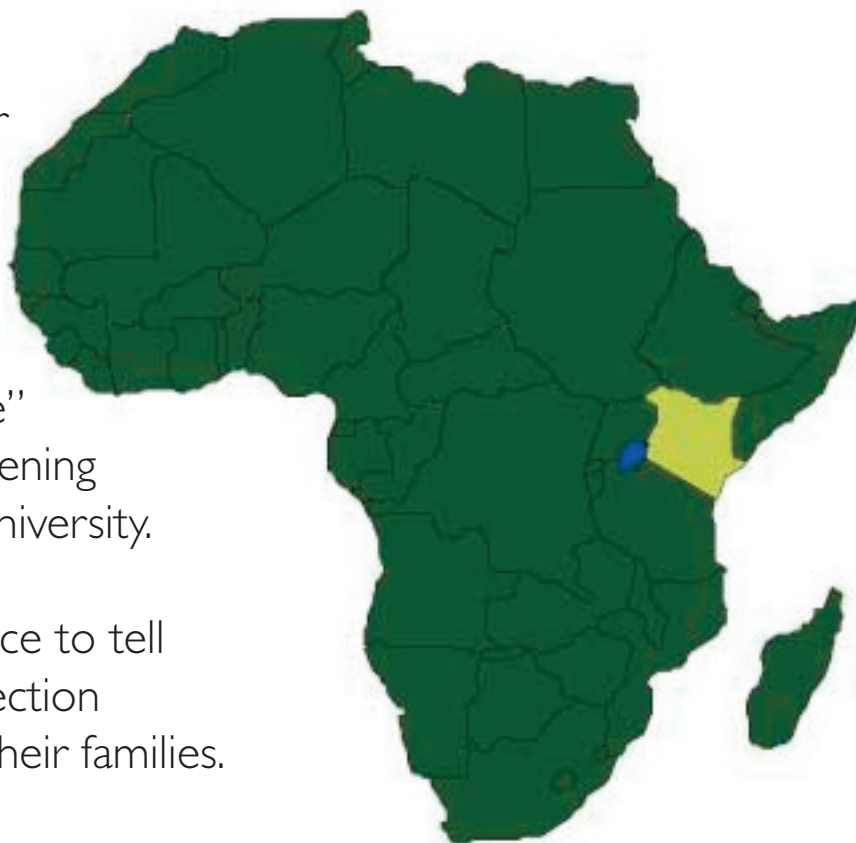 r
e”
ening
niversity.
ce to tell
ection
heir families.